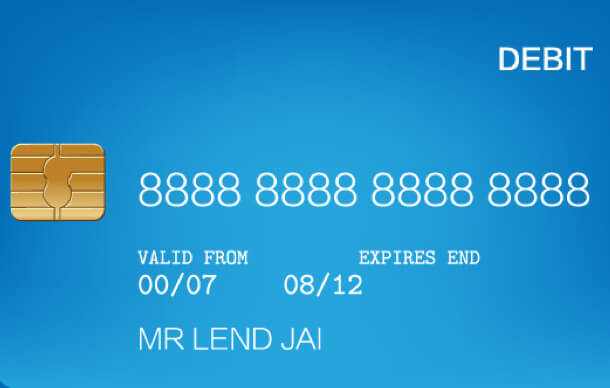 DEBIT
8888 8888 8888 8888
VALID FROM EXPIRES END
00/07 08/12
MR LEND JAI